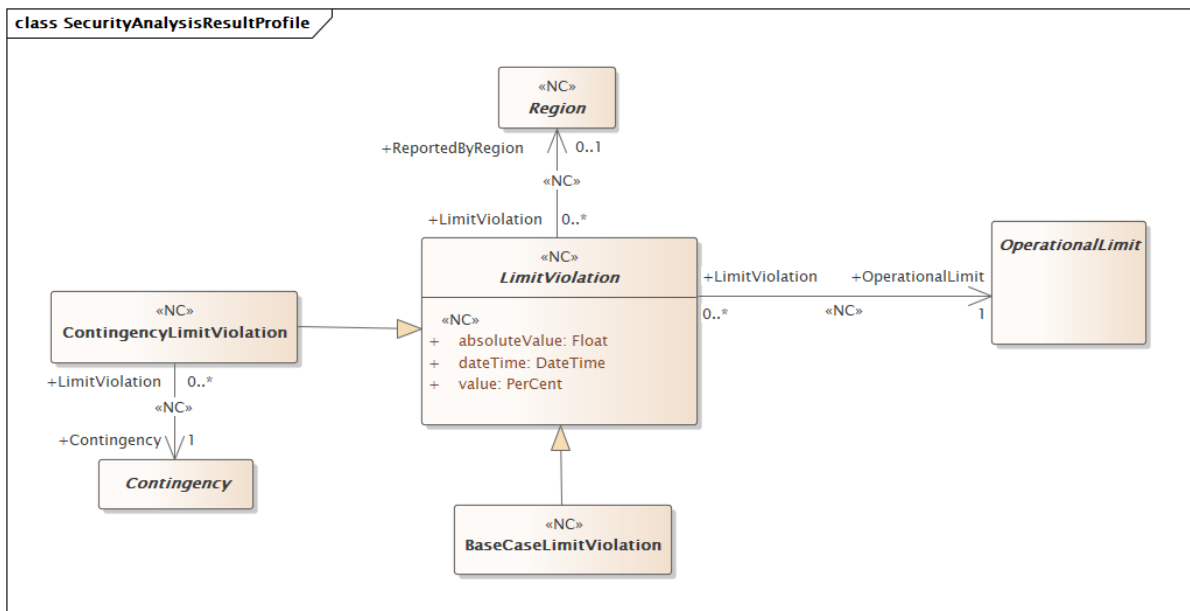 class SecurityAnalysisResultProfile
«NC»
Region
+ReportedByRegion
0..1
«NC»
+LimitViolation
0..*
«NC»
LimitViolation
«NC»
+ absoluteValue: Float
+ dateTime: DateTime
+ value: PerCent
OperationalLimit
+LimitViolation
+OperationalLimit
0..*
«NC»
1
«NC»
ContingencyLimitViolation
+LimitViolation
0..*
«NC»
+Contingency
1
Contingency
«NC»
BaseCaseLimitViolation